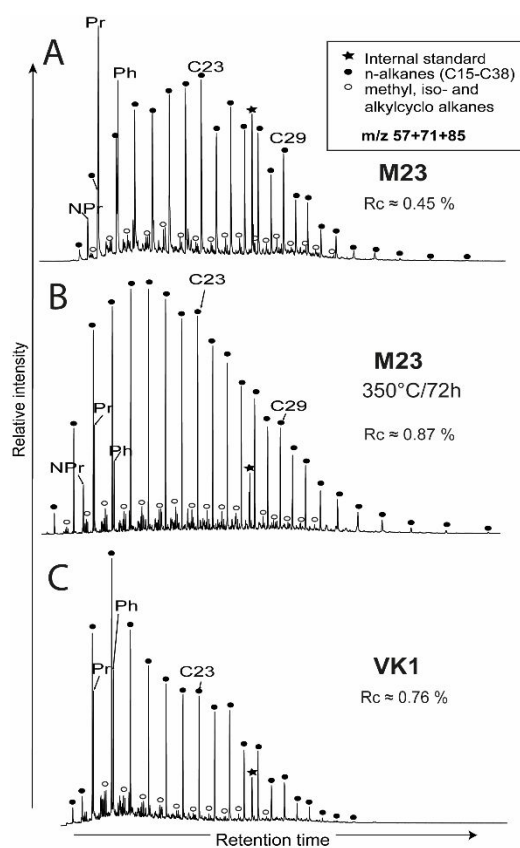 A
Pr
Ph
C23
C29
NPr
Internal standard
n-alkanes (C15-C38)
methyl, iso- and
alkylcyclo alkanes
m/z 57+71+85
M23
Rc ≈ 0.45 %
B
C23
C29
Pr
Ph
NPr
M23
350°C/72h
Rc ≈ 0.87 %
C
Ph
Pr
C23
VK1
Rc ≈ 0.76 %
Relative intensity
Retention time